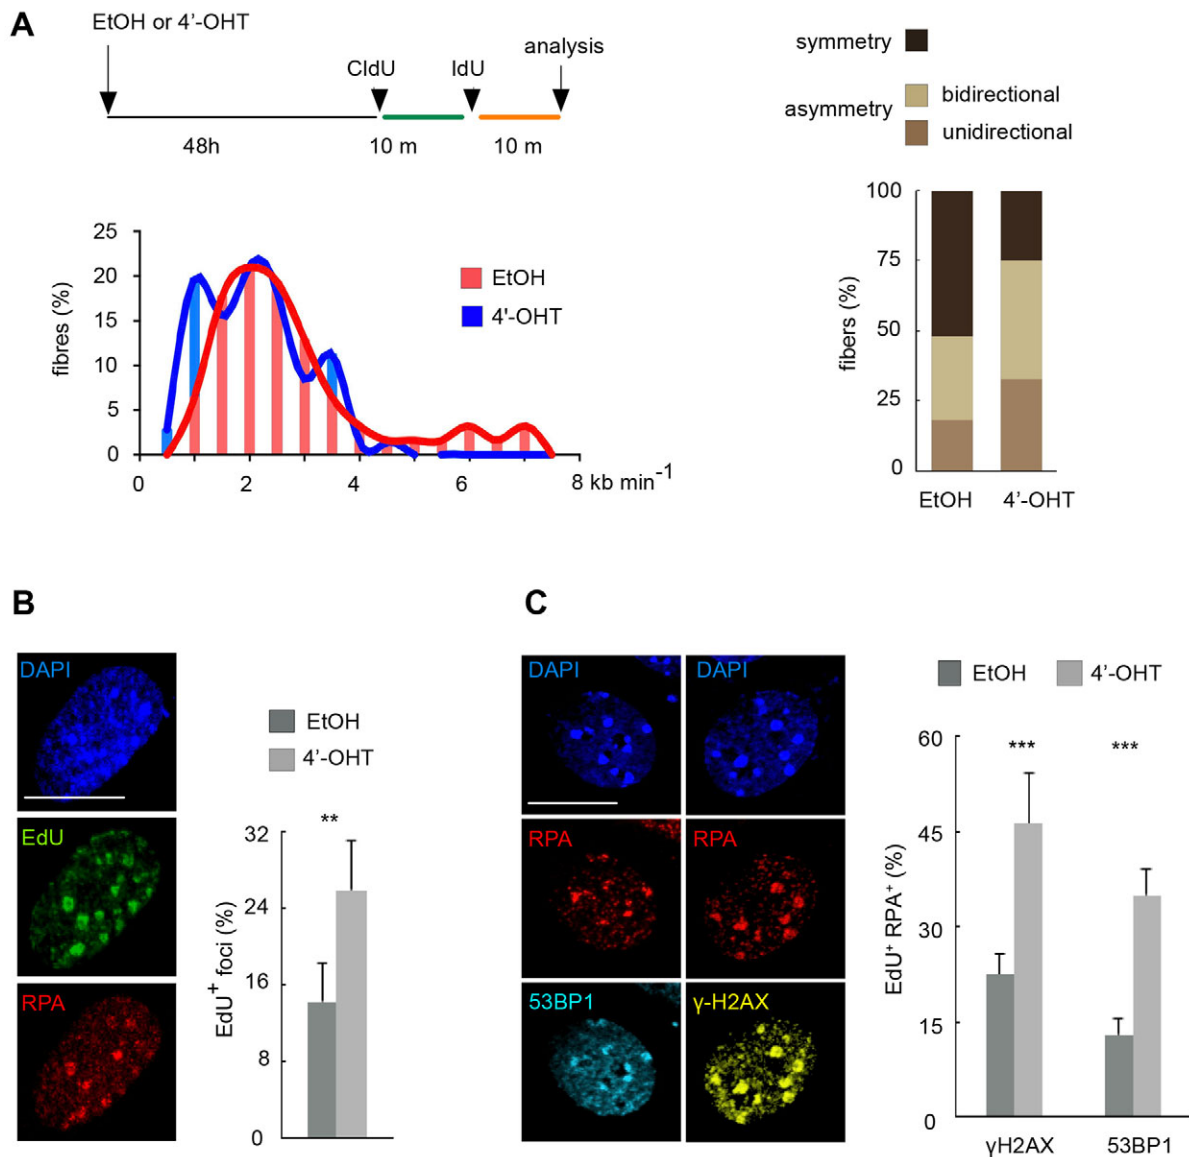 A
EtOH or 4'-OHT
CldU
IdU
analysis
48h
10 m
10 m
symmetry
asymmetry
bidirectional
unidirectional
25
20
15
10
5
0
fibres (%)
EtOH
4'-OHT
0
2
4
6
8 kb min-1
100
75
50
25
0
fibers (%)
EtOH
4'-OHT
B
DAPI
EdU
RPA
EtOH
4'-OHT
**
32
24
16
8
0
EdU+ foci (%)
C
DAPI
DAPI
RPA
RPA
53BP1
γ-H2AX
EtOH
4'-OHT
60
45
30
15
0
EdU+ RPA+ (%)
***
***
γH2AX
53BP1